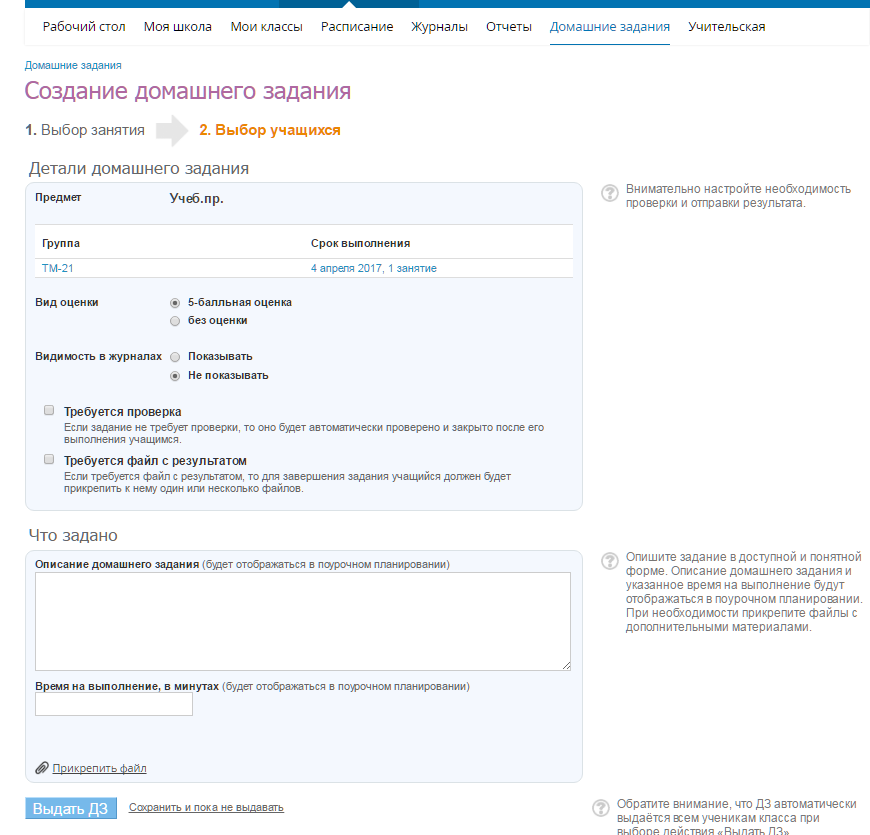 Рабочий стол Моя школа Мои классы Расписание Журналы Отчеты Домашние задания Учительская
Домашние задания
Создание домашнего задания
1. Выбор занятия 2. Выбор учащихся
Детали домашнего задания
Предмет Учеб.пр.
Группа Срок выполнения
ТМ-21 4 апреля 2017, 1 занятие
Вид оценки 5-балльная оценка
без оценки
Видимость в журналах Показывать
Не показывать
Требуется проверка
Если задание не требует проверки, то оно будет автоматически проверено и закрыто после его
выполнения учащимся.
Требуется файл с результатом
Если требуется файл с результатом, то для завершения задания учащийся должен будет
прикрепить к нему один или несколько файлов.
? Внимательно настройте необходимость
проверки и отправки результата.
Что задано
Описание домашнего задания (будет отображаться в поурочном планировании)
Время на выполнение, в минутах (будет отображаться в поурочном планировании)
Прикрепить файл
? Опишите задание в доступной и понятной
форме. Описание домашнего задания и
указанное время на выполнение будут
отображаться в поурочном планировании.
При необходимости прикрепите файлы с
дополнительными материалами.
Выдать ДЗ Сохранить и пока не выдавать
? Обратите внимание, что ДЗ автоматически
выдаётся всем ученикам класса при
выборе действия «Выдать ДЗ».